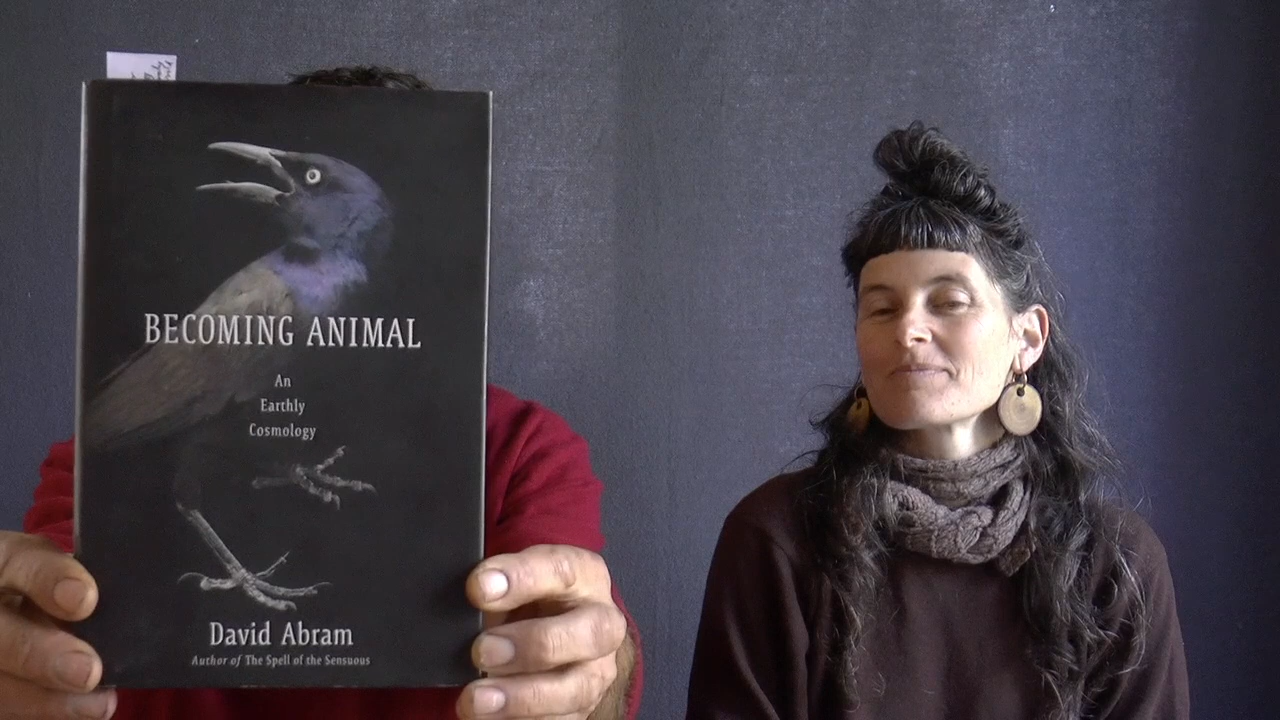 BECOMING ANIMAL
An
Earthly
Cosmology
David Abram
Author of The Spell of the Sensuous